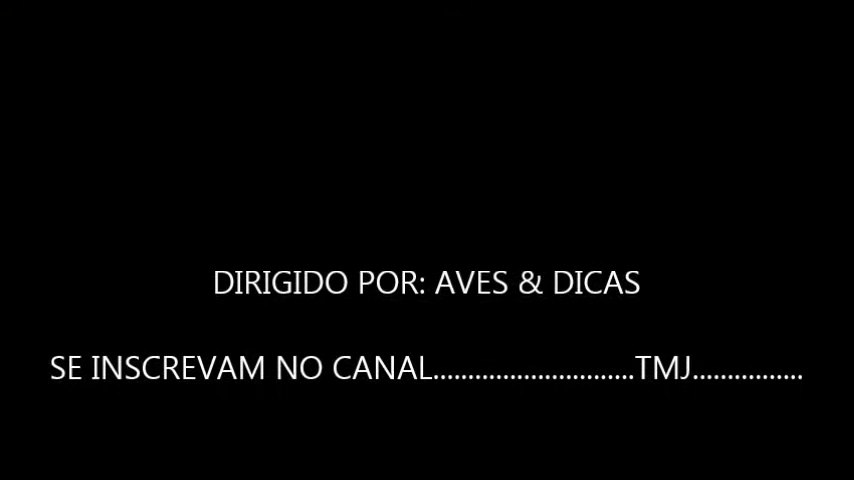 DIRIGIDO POR: AVES & DICAS
SE INSCREVAM NO CANAL.............................TMJ................